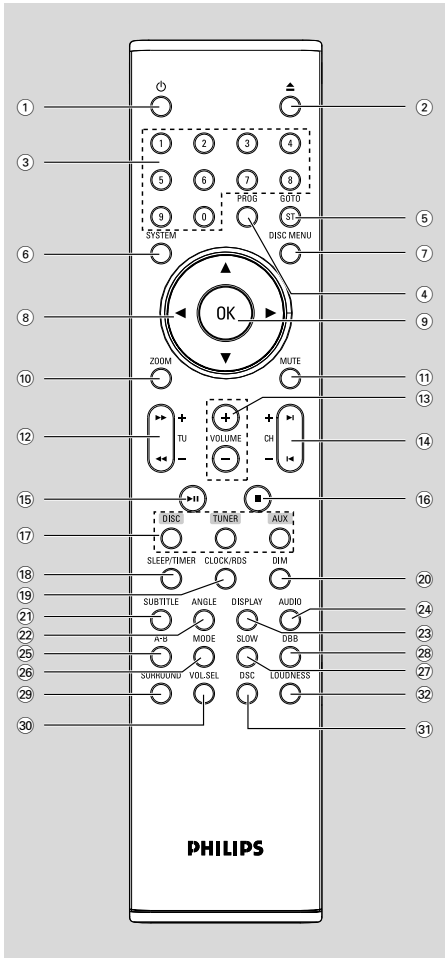 ① ②
③ 1 2 3 4
5 6 7 8
PROG GOTO
9 0 ST ⑤
SYSTEM DISC MENU
⑥ ⑦
④
⑧ OK ⑨
ZOOM MUTE
⑩ ⑪
⑬
⑫ + TU − + VOLUME − + CH − ⑭
⑮ ⑯
DISC TUNER AUX
⑰
SLEEP/TIMER CLOCK/RDS DIM
⑱ ⑲ ⑳
SUBTITLE ANGLE DISPLAY AUDIO
㉑ ㉒ ㉓ ㉔
A-B MODE SLOW DBB
㉕ ㉖ ㉗ ㉘
SURROUND VOL.SEL DSC LOUDNESS
㉙ ㉚ ㉛ ㉜
PHILIPS